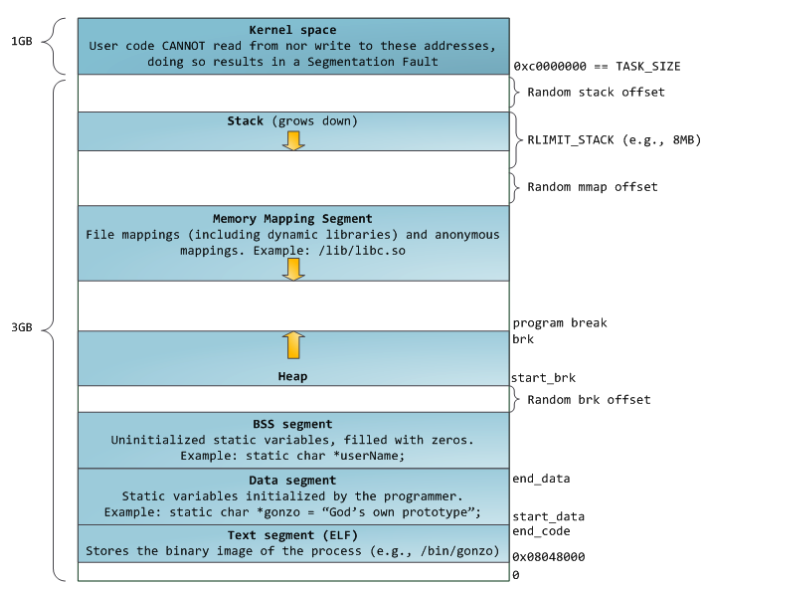 Kernel space
1GB
User code CANNOT read from nor write to these addresses,
doing so results in a Segmentation Fault
0xc0000000 == TASK_SIZE
Random stack offset
Stack (grows down)
RLIMIT_STACK (e.g., 8MB)
Random mmap offset
Memory Mapping Segment
File mappings (including dynamic libraries) and anonymous
mappings. Example: /lib/libc.so
3GB
program break
brk
Heap
start_brk
Random brk offset
BSS segment
Uninitialized static variables, filled with zeros.
Example: static char *userName;
Data segment
end_data
Static variables initialized by the programmer.
Example: static char *gonzo = “God’s own prototype”;
start_data
end_code
Text segment (ELF)
Stores the binary image of the process (e.g., /bin/gonzo)
0x08048000
0